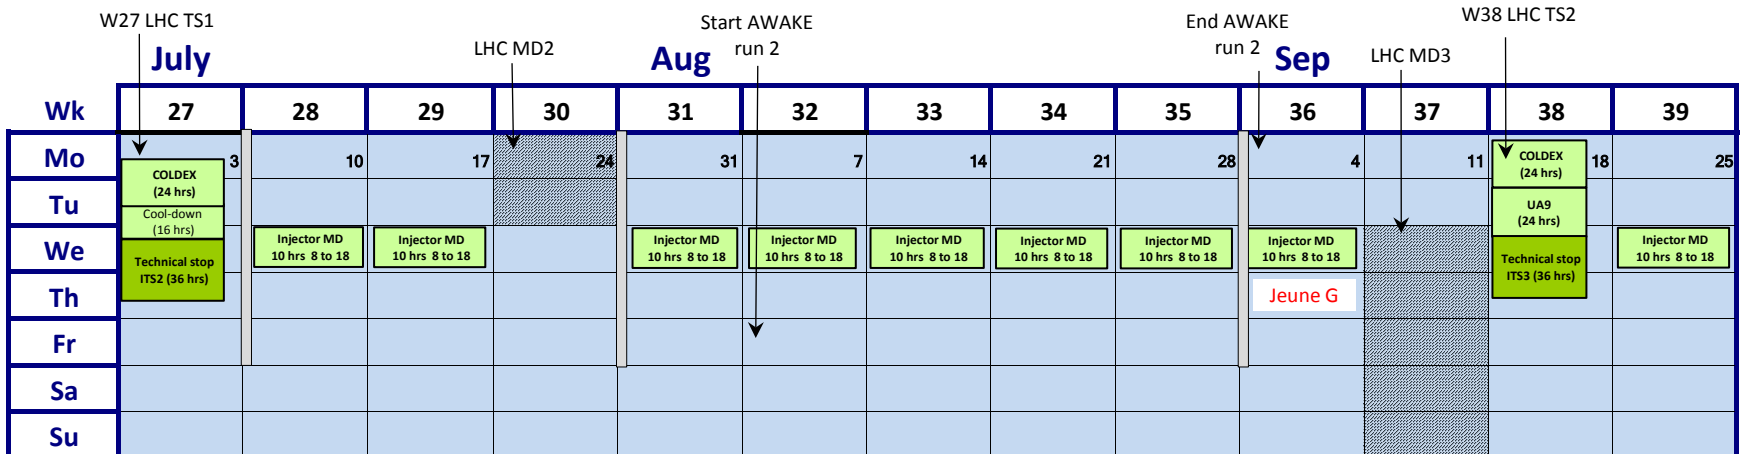 W27 LHC TS1
Start AWAKE
run 2
End AWAKE
run 2
W38 LHC TS2
July
LHC MD2
Aug
Sep
LHC MD3
Wk 27 28 29 30 31 32 33 34 35 36 37 38 39
Mo 3 10 17 24 31 7 14 21 28 4 11 18 25
COLDEX
(24 hrs)
COLDEX
(24 hrs)
Tu
Cool-down
(16 hrs)
UA9
(24 hrs)
We
Technical stop
ITS2 (36 hrs)
Injector MD
10 hrs 8 to 18
Injector MD
10 hrs 8 to 18
Injector MD
10 hrs 8 to 18
Injector MD
10 hrs 8 to 18
Injector MD
10 hrs 8 to 18
Injector MD
10 hrs 8 to 18
Injector MD
10 hrs 8 to 18
Injector MD
10 hrs 8 to 18
Technical stop
ITS3 (36 hrs)
Injector MD
10 hrs 8 to 18
Th
Jeune G
Fr
Sa
Su